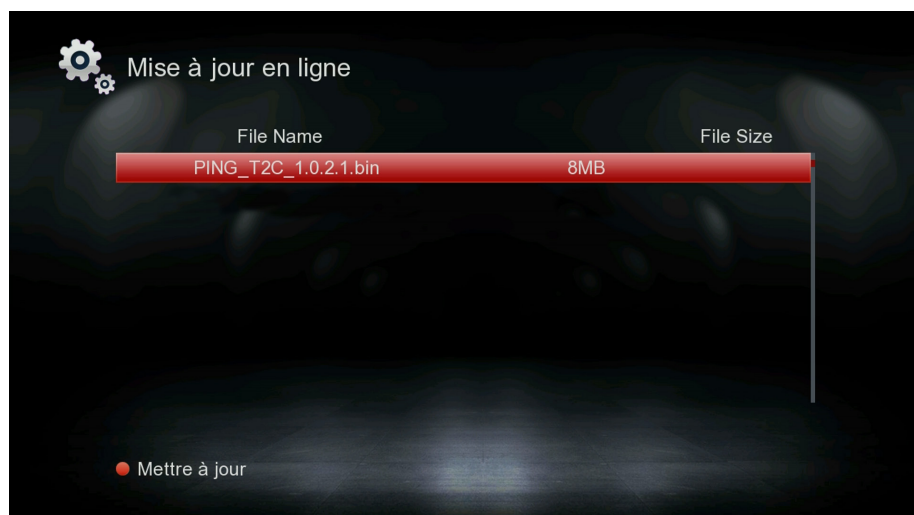 Mise à jour en ligne
File Name File Size
PING_T2C_1.0.2.1.bin 8MB
Mettre à jour